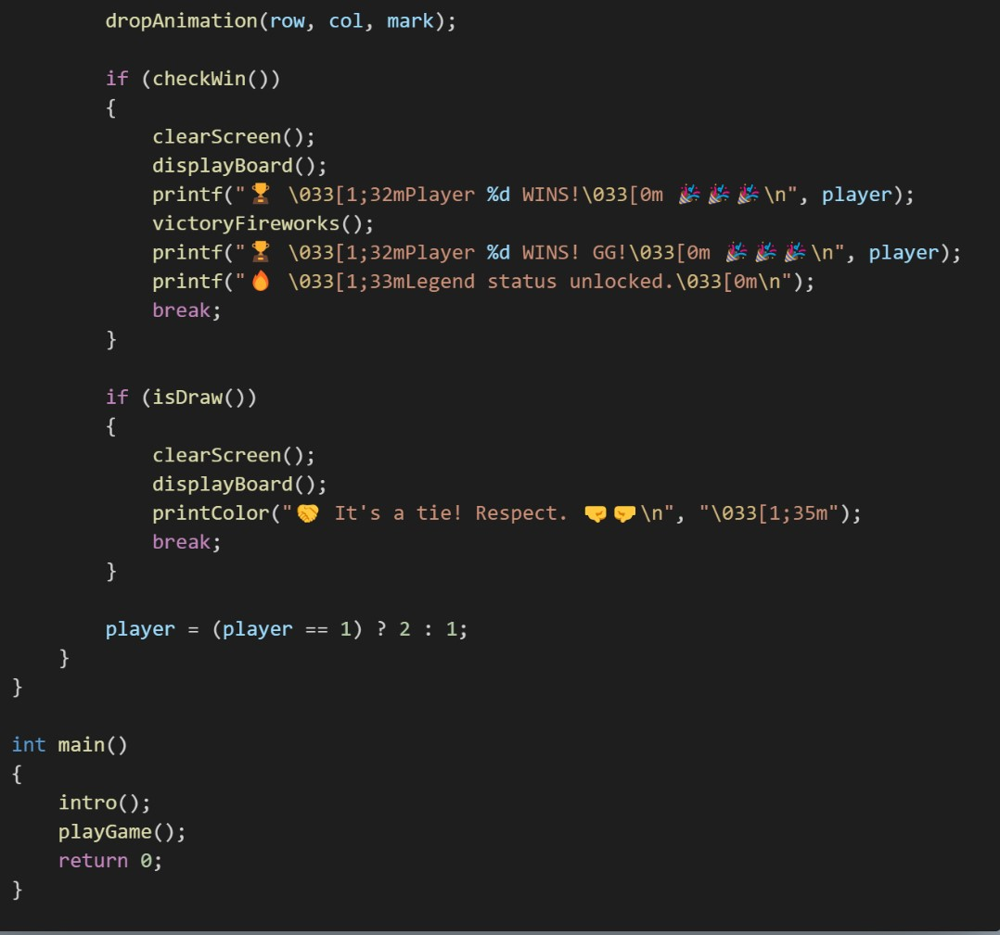 dropAnimation(row, col, mark);

        if (checkWin())
        {
            clearScreen();
            displayBoard();
            printf("🏆 \033[1;32mPlayer %d WINS!\033[0m 🎉🎉🎉\n", player);
            victoryFireworks();
            printf("🏆 \033[1;32mPlayer %d WINS! GG!\033[0m 🎉🎉🎉\n", player);
            printf("🔥 \033[1;33mLegend status unlocked.\033[0m\n");
            break;
        }

        if (isDraw())
        {
            clearScreen();
            displayBoard();
            printColor("🤝 It's a tie! Respect. 🤜🤛\n", "\033[1;35m");
            break;
        }

        player = (player == 1) ? 2 : 1;
    }
}

int main()
{
    intro();
    playGame();
    return 0;
}